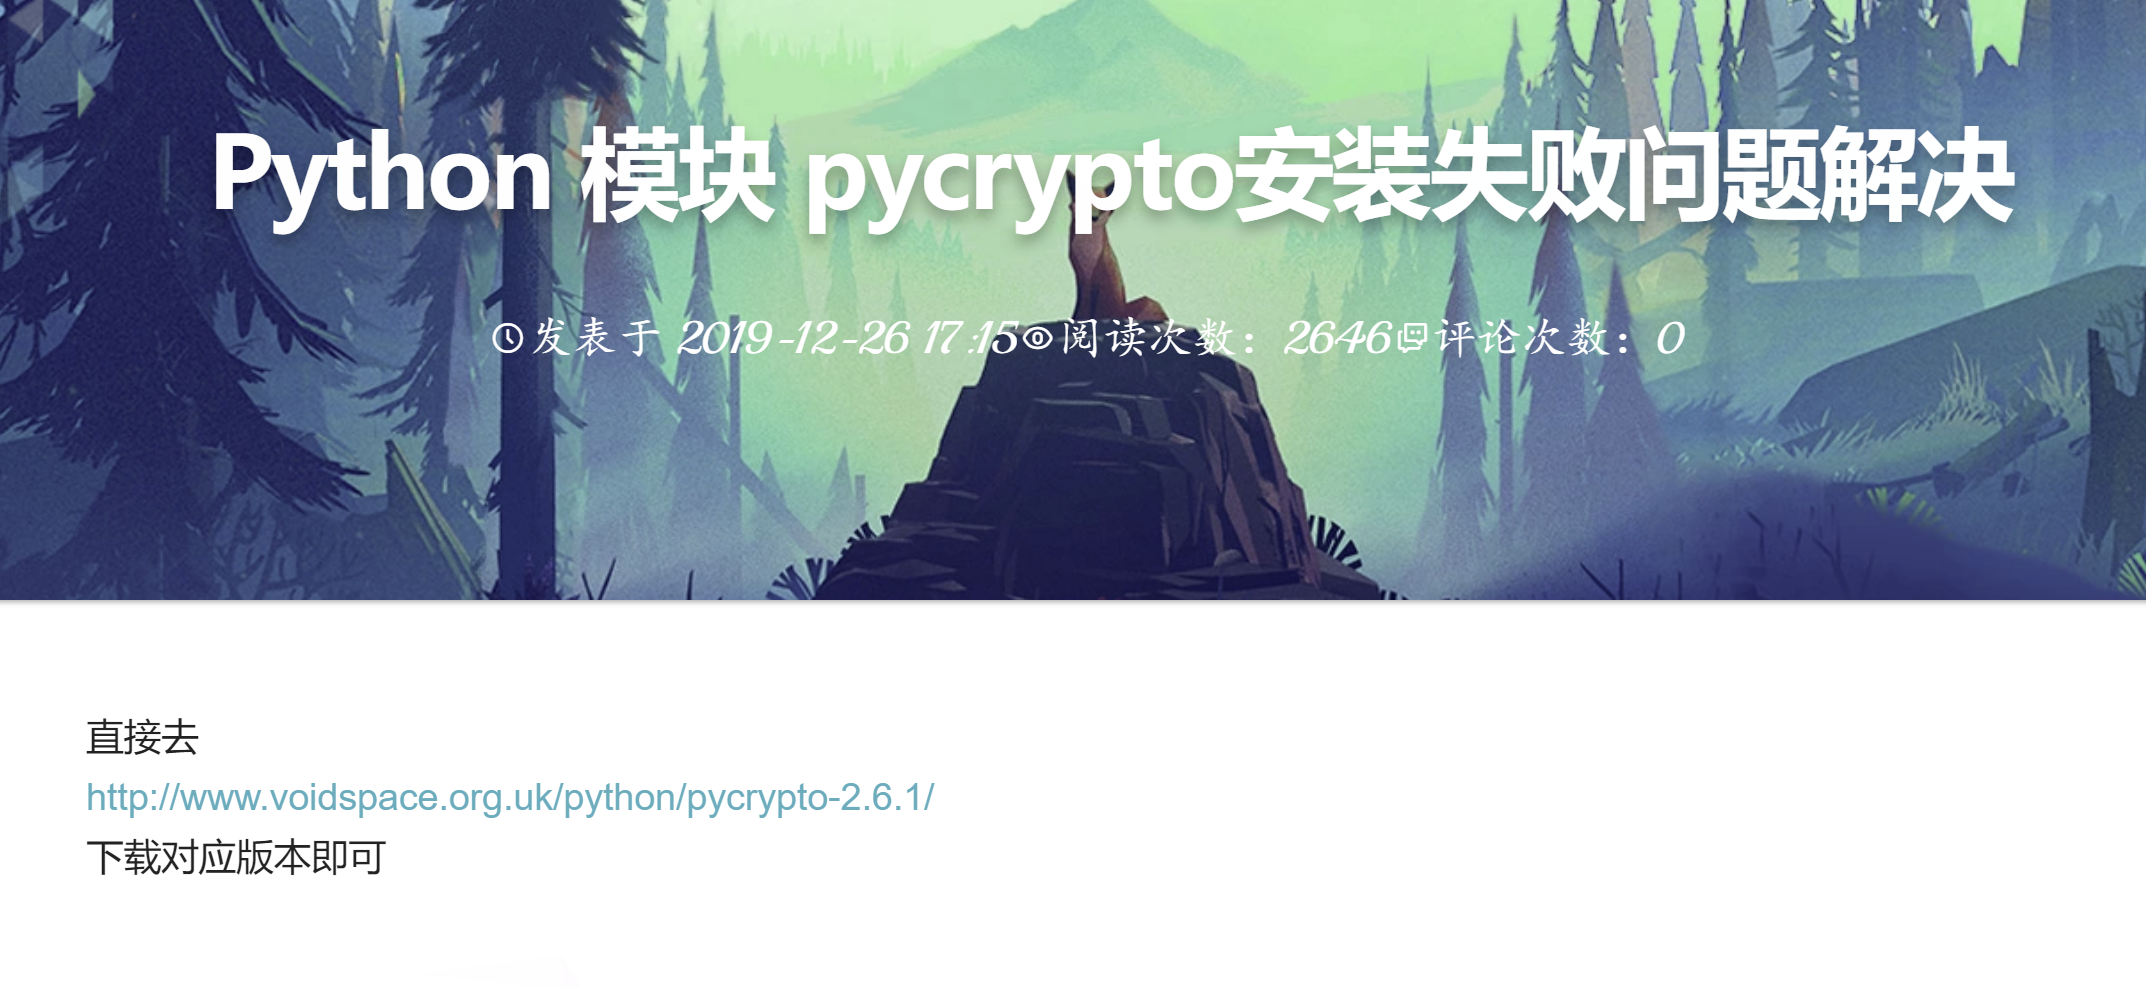 Python 模块 pycrypto安装失败问题解决
发表于 2019-12-26 17:15 阅读次数：2646 评论次数：0
直接去
http://www.voidspace.org.uk/python/pycrypto-2.6.1/
下载对应版本即可